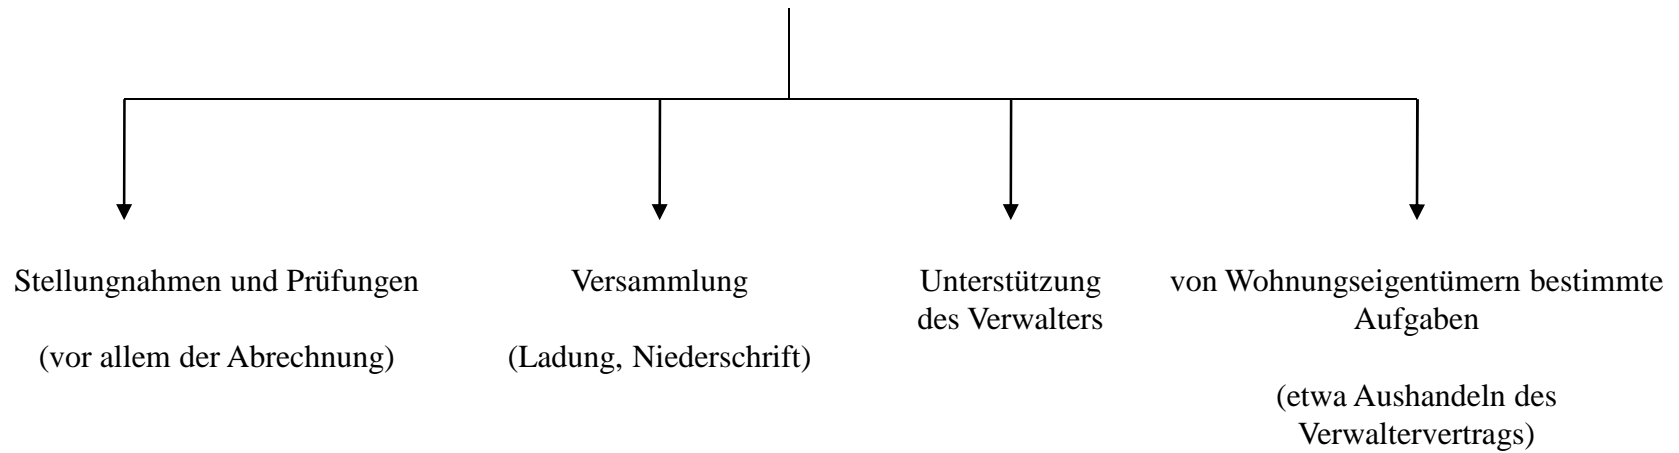 Stellungnahmen und Prüfungen
(vor allem der Abrechnung)
Versammlung
(Ladung, Niederschrift)
Unterstützung
des Verwalters
von Wohnungseigentümern bestimmte
Aufgaben
(etwa Aushandeln des
Verwaltervertrags)